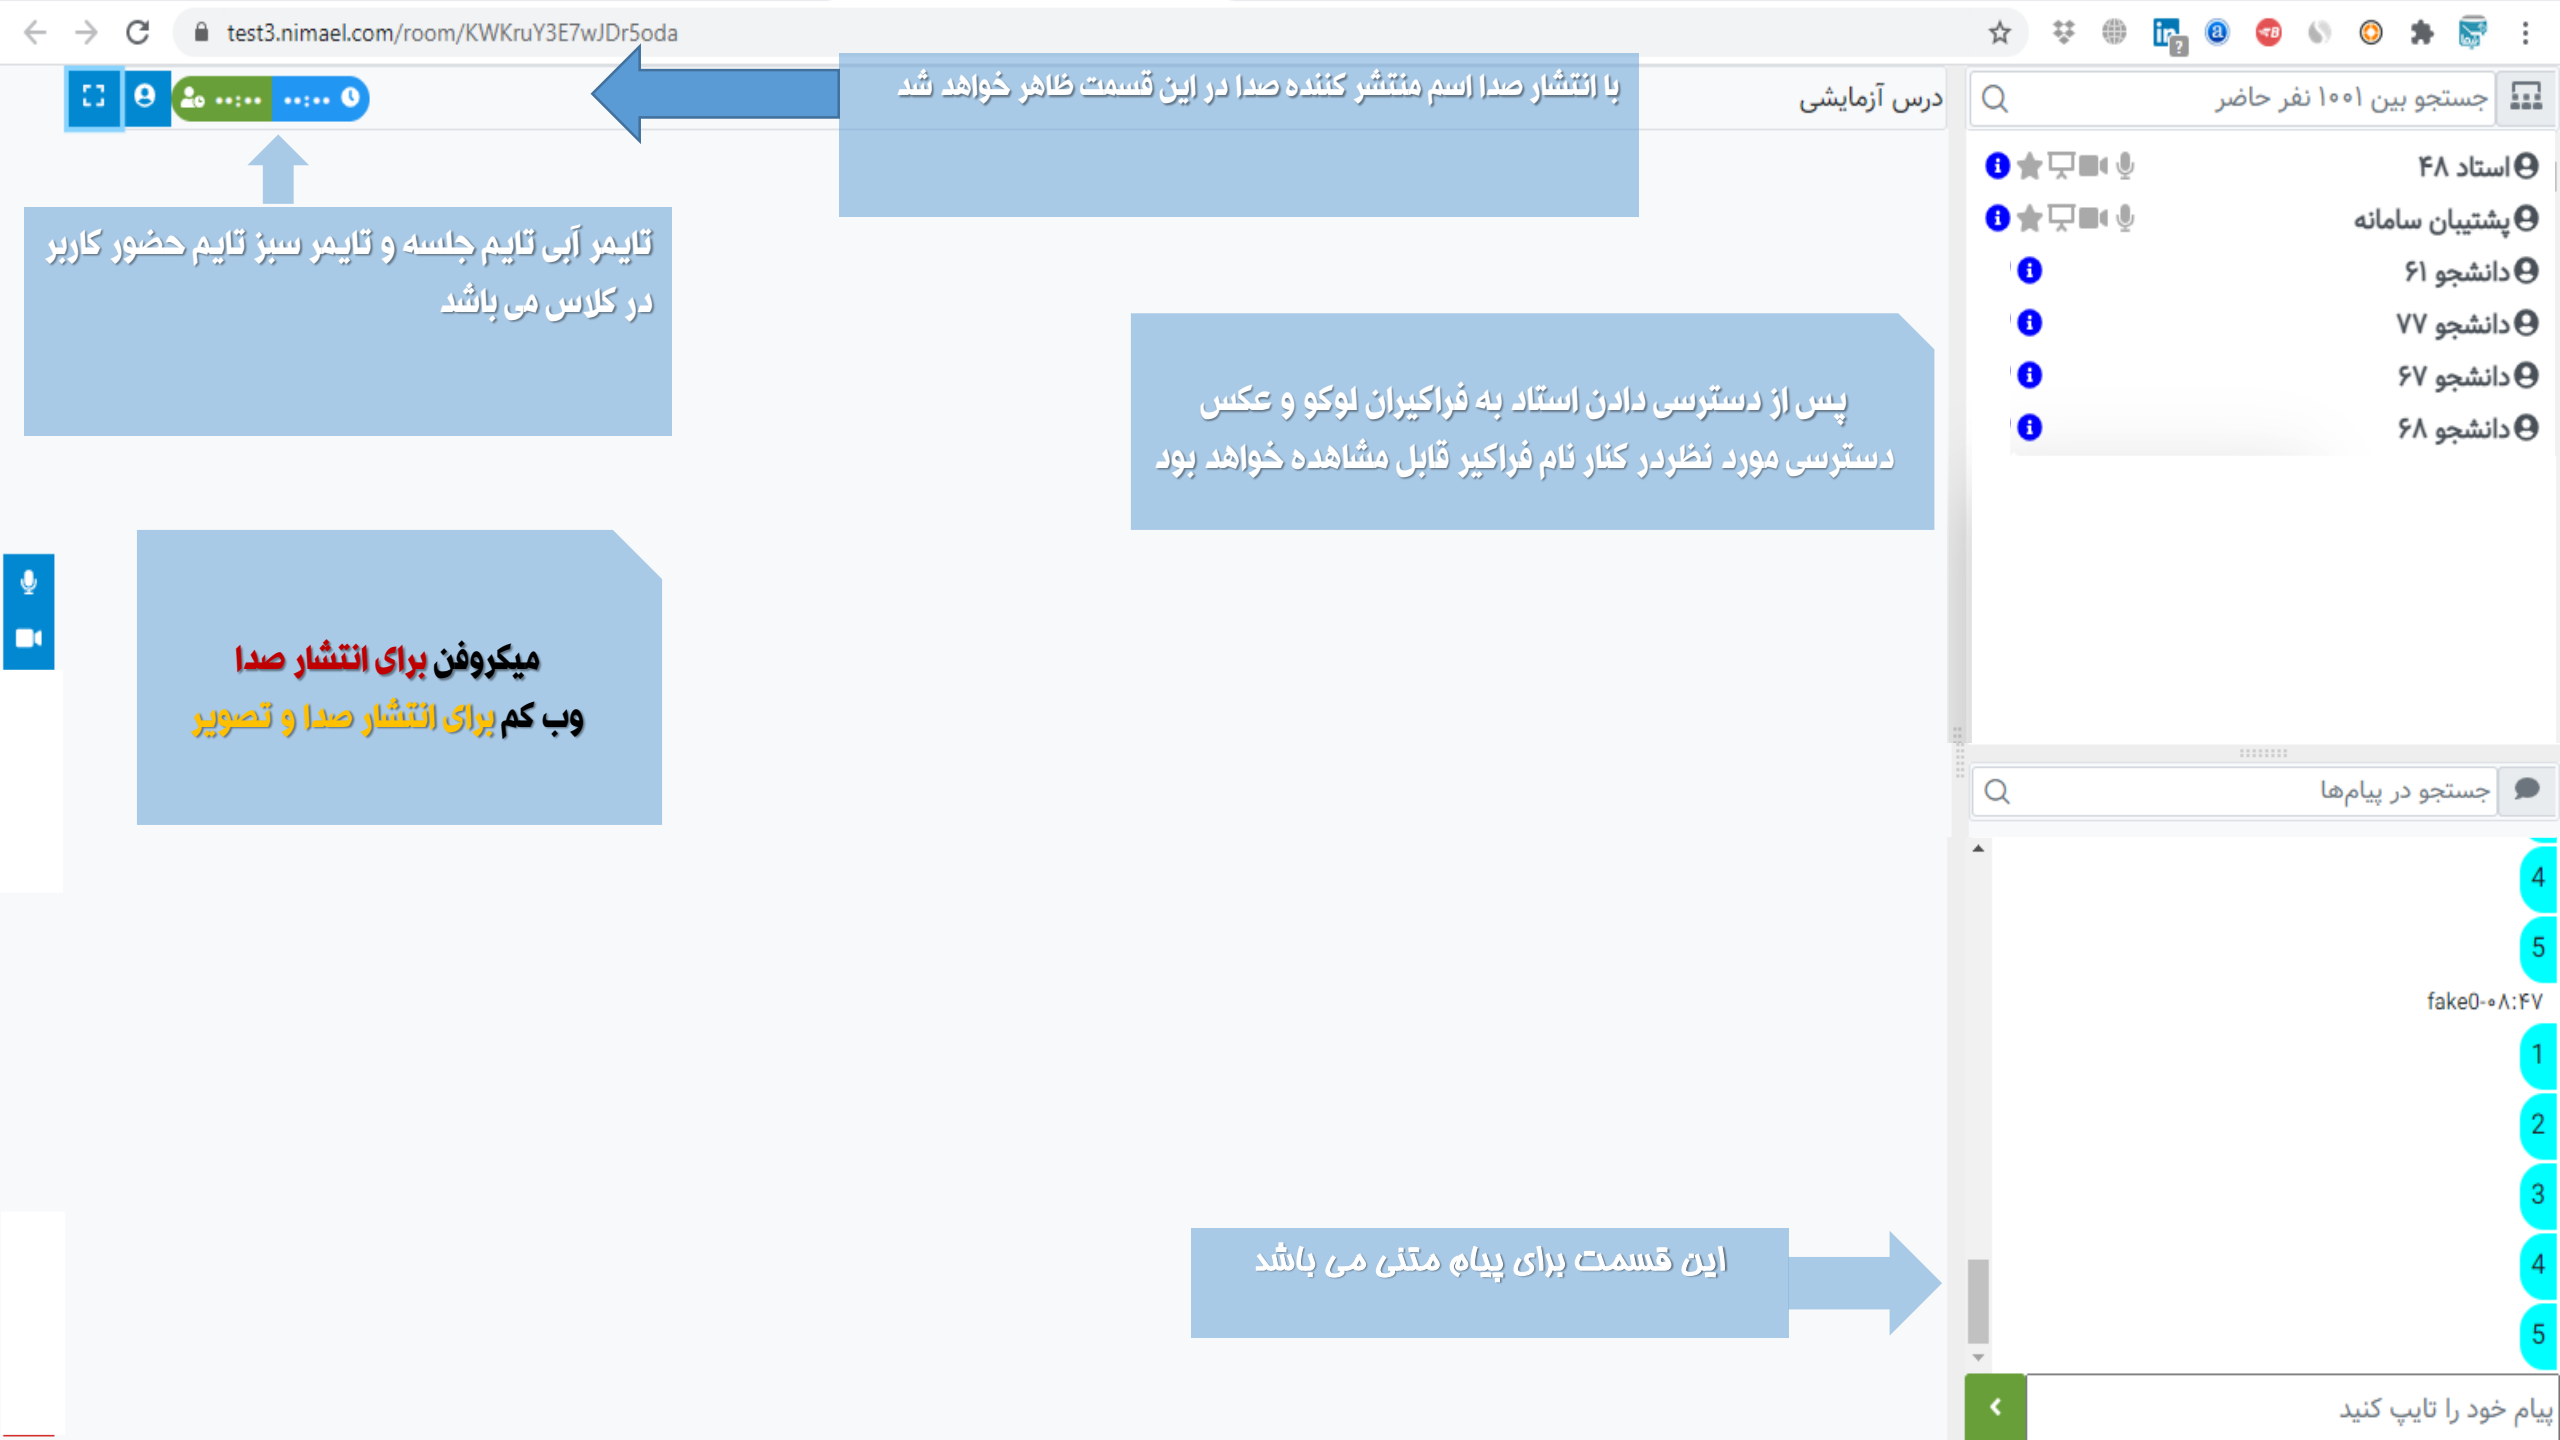 test3.nimael.com/room/KWKruY3E7wJDr5oda
جستجو بین ۱۰۰۱ نفر حاضر
درس آزمایشی
با انتشار صدا اسم منتشر کننده صدا در این قسمت ظاهر خواهد شد
استاد ۴۸
پشتیبان سامانه
دانشجو ۶۱
دانشجو ۷۷
دانشجو ۶۷
دانشجو ۶۸
تایمر آبی تایم جلسه و تایمر سبز تایم حضور کاربر
در کلاس می باشد
پس از دسترسی دادن استاد به فراکیران لوکو و عکس
دسترسی مورد نظردر کنار نام فراکیر قابل مشاهده خواهد بود
میکروفن برای انتشار صدا
وب کم برای انتشار صدا و تصویر
جستجو در پیام‌ها
4
5
fake0-۰۸:۴۷
1
2
3
4
5
این قسمت برای پیام متنی می باشد
پیام خود را تایپ کنید